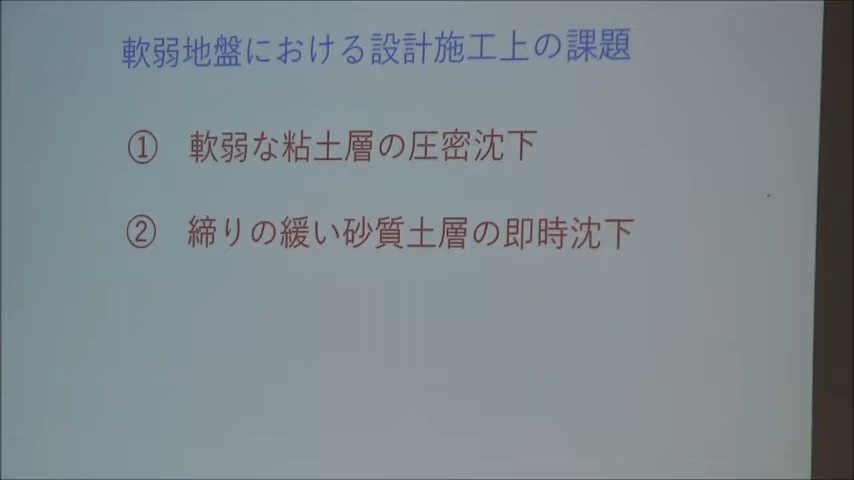 軟弱地盤における設計施工上の課題
① 軟弱な粘土層の圧密沈下
② 締りの緩い砂質土層の即時沈下